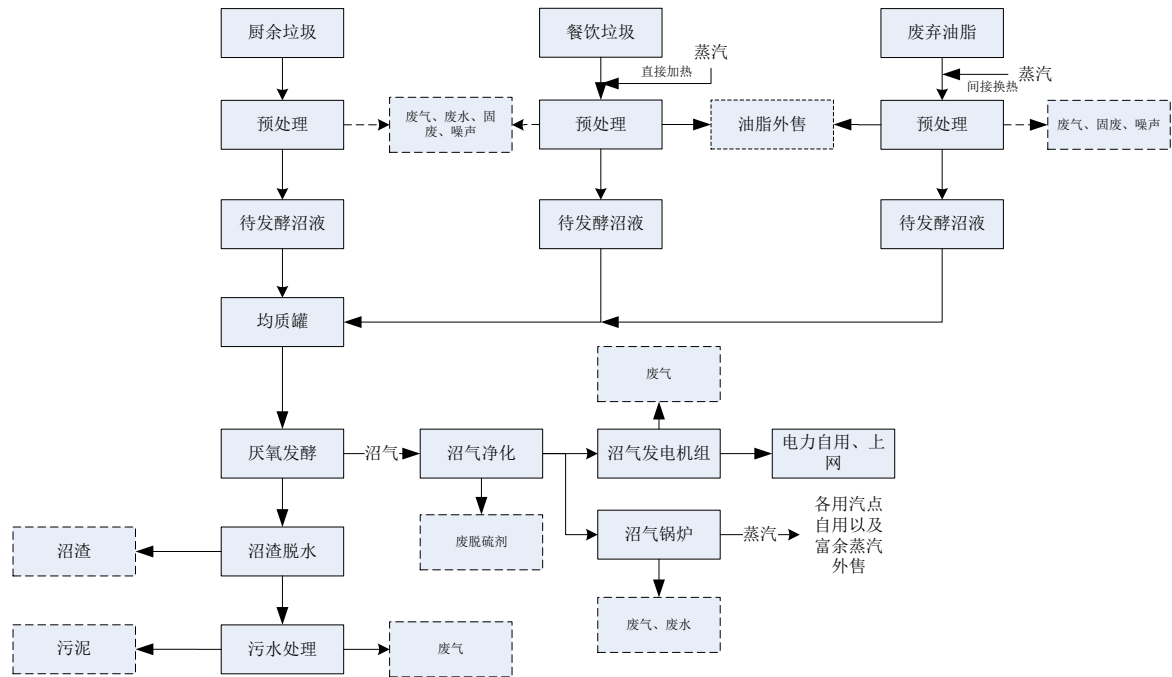 厨余垃圾
餐饮垃圾
废弃油脂
蒸汽
直接加热
蒸汽
间接换热
预处理
废气、废水、固
废、噪声
预处理
油脂外售
预处理
废气、固废、噪声
待发酵沼液
待发酵沼液
待发酵沼液
均质罐
废气
厌氧发酵
沼气
沼气净化
沼气发电机组
电力自用、上
网
沼渣
沼渣脱水
废脱硫剂
沼气锅炉
蒸汽
各用汽点
自用以及
富余蒸汽
外售
污泥
污水处理
废气
废气、废水